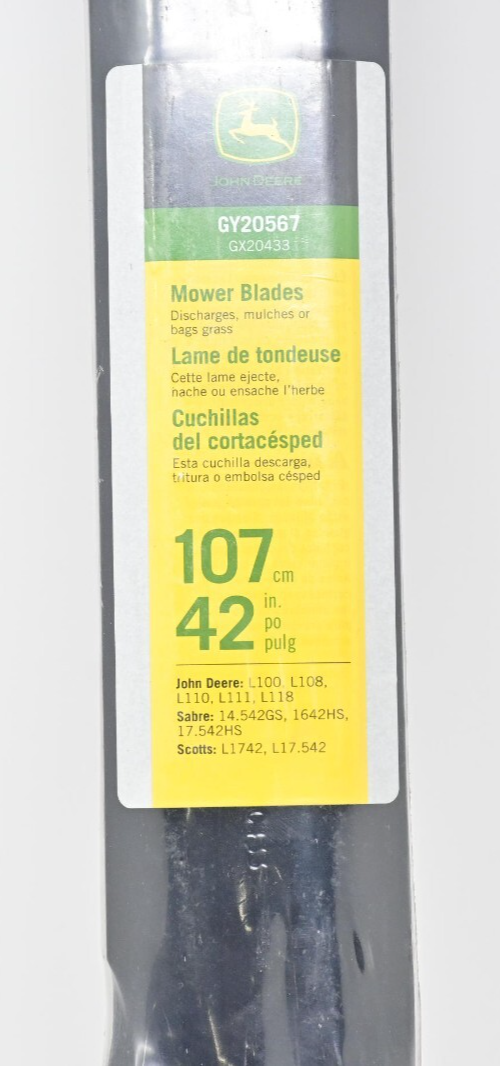 JOHN DEERE
GY20567
GX20433
Mower Blades
Discharges, mulches or
bags grass
Lame de tondeuse
Cette lame ejecte,
hache ou ensache l'herbe
Cuchillas
del cortacésped
Esta cuchilla descarga,
tritura o embolsa césped
107 cm
42 in.
po
pulg
John Deere: L100, L108,
L110, L111, L118
Sabre: 14.542GS, 1642HS,
17.542HS
Scotts: L1742, L17.542